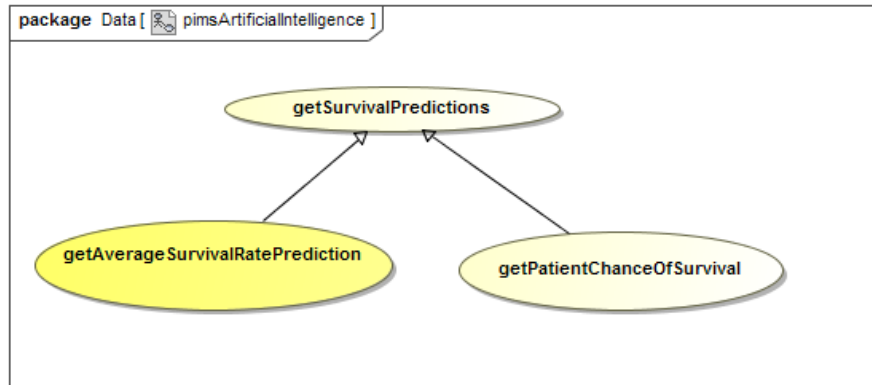 package Data [ pimsArtificialIntelligence ]
getSurvivalPredictions
getAverageSurvivalRatePrediction
getPatientChanceOfSurvival